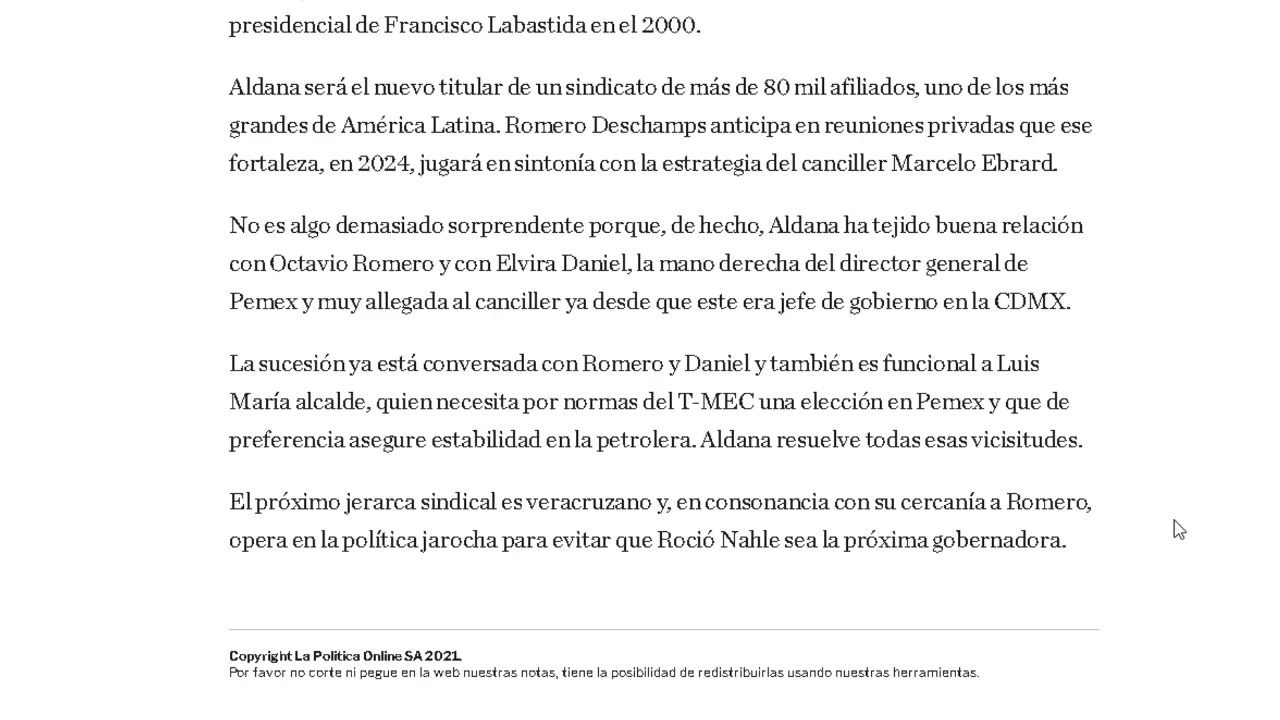 presidencial de Francisco Labastida en el 2000.
Aldana será el nuevo titular de un sindicato de más de 80 mil afiliados, uno de los más
grandes de América Latina. Romero Deschamps anticipa en reuniones privadas que ese
fortaleza, en 2024, jugará en sintonía con la estrategia del canciller Marcelo Ebrard.
No es algo demasiado sorprendente porque, de hecho, Aldana ha tejido buena relación
con Octavio Romero y con Elvira Daniel, la mano derecha del director general de
Pemex y muy allegada al canciller ya desde que este era jefe de gobierno en la CDMX.
La sucesión ya está conversada con Romero y Daniel y también es funcional a Luis
María alcalde, quien necesita por normas del T-MEC una elección en Pemex y que de
preferencia asegure estabilidad en la petrolera. Aldana resuelve todas esas vicisitudes.
El próximo jerarca sindical es veracruzano y, en consonancia con su cercanía a Romero,
opera en la política jarocha para evitar que Roció Nahle sea la próxima gobernadora.
Copyright La Politica Online SA 2021.
Por favor no corte ni pegue en la web nuestras notas, tiene la posibilidad de redistribuirlas usando nuestras herramientas.